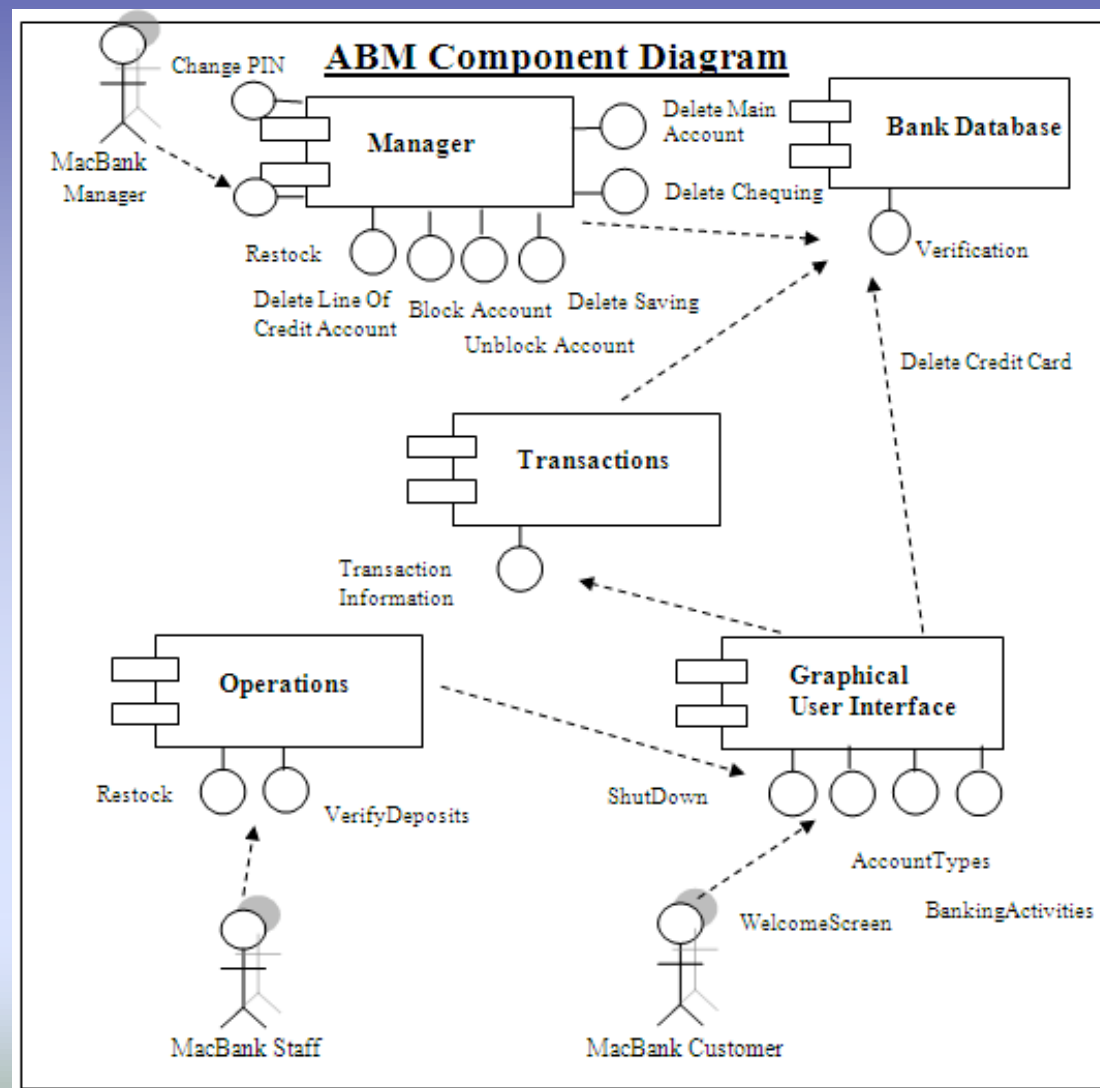 ABM Component Diagram
Change PIN
Manager
Delete Main
Account
Bank Database
MacBank
Manager
Delete Chequing
Restock
Verification
Delete Line Of
Credit Account
Block Account
Delete Saving
Unblock Account
Delete Credit Card
Transactions
Transaction
Information
Operations
Graphical
User Interface
Restock
VerifyDeposits
ShutDown
AccountTypes
WelcomeScreen
BankingActivities
MacBank Staff
MacBank Customer